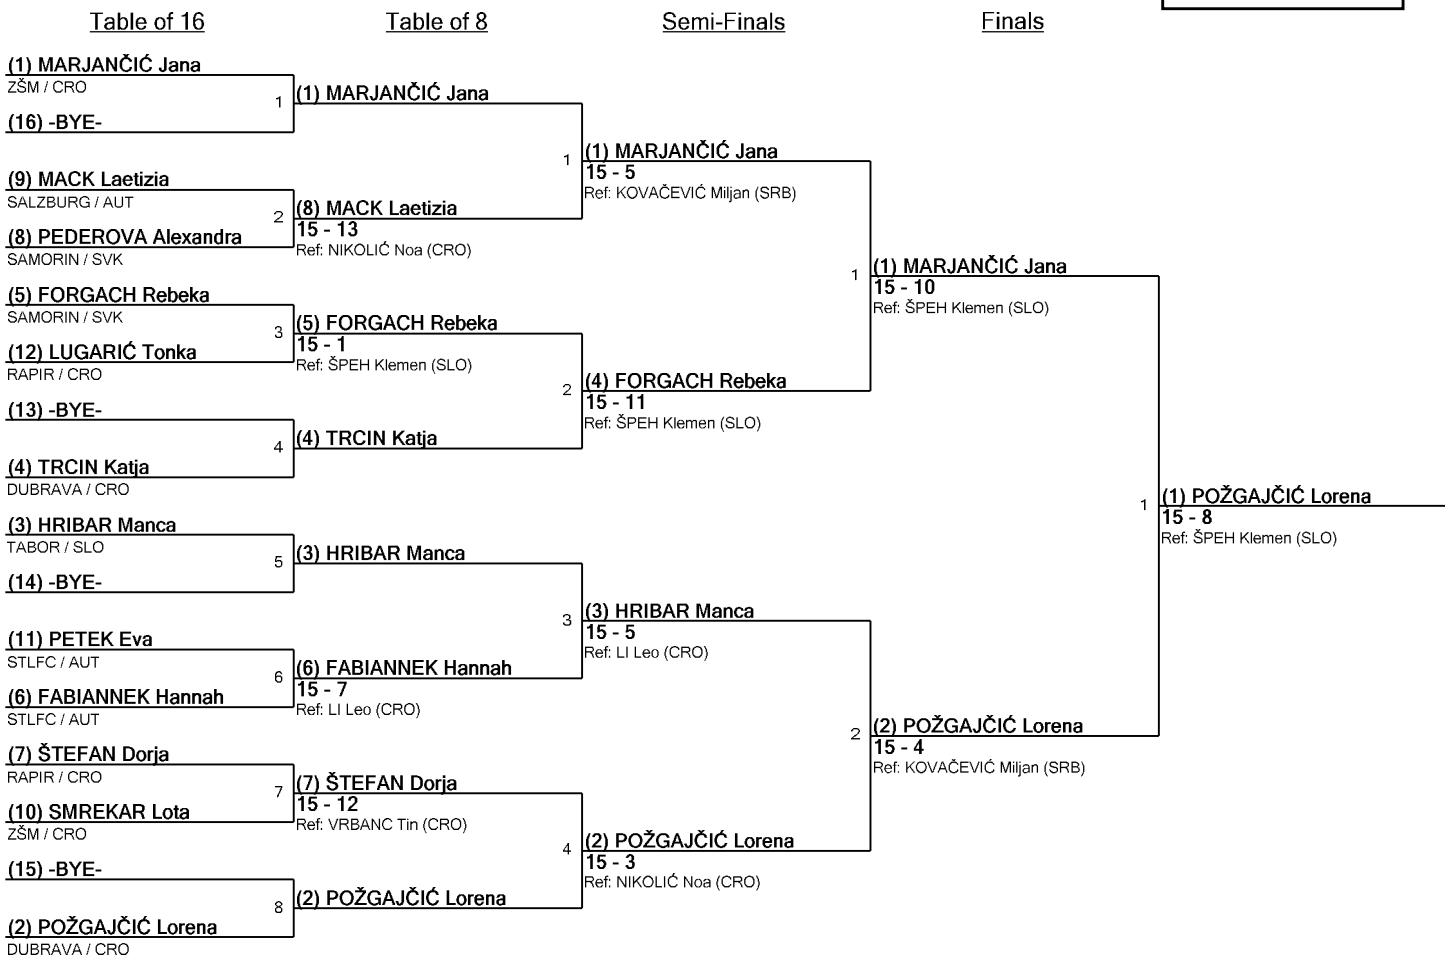 Table of 16
Table of 8
Semi-Finals
Finals
(1) MARJANČIĆ Jana
ZŠM / CRO
1
(16) -BYE-
(9) MACK Laetizia
SALZBURG / AUT
2
(8) PEDEROVA Alexandra
SAMORIN / SVK
(5) FORGACH Rebeka
SAMORIN / SVK
3
(12) LUGARIĆ Tonka
RAPIR / CRO
(13) -BYE-
4
(4) TRCIN Katja
DUBRAVA / CRO
(3) HRIBAR Manca
TABOR / SLO
5
(14) -BYE-
(11) PETEK Eva
STLFC / AUT
6
(6) FABIANNEK Hannah
STLFC / AUT
(7) ŠTEFAN Dorja
RAPIR / CRO
7
(10) SMREKAR Lota
ZŠM / CRO
(15) -BYE-
8
(2) POŽGAJČIĆ Lorena
DUBRAVA / CRO
(1) MARJANČIĆ Jana
1
(8) MACK Laetizia
15 - 13
Ref: NIKOLIĆ Noa (CRO)
(5) FORGACH Rebeka
15 - 1
Ref: ŠPEH Klemen (SLO)
2
(4) TRCIN Katja
(3) HRIBAR Manca
3
(6) FABIANNEK Hannah
15 - 7
Ref: LI Leo (CRO)
(7) ŠTEFAN Dorja
15 - 12
Ref: VRBANC Tin (CRO)
4
(2) POŽGAJČIĆ Lorena
(1) MARJANČIĆ Jana
15 - 5
Ref: KOVAČEVIĆ Miljan (SRB)
1
(4) FORGACH Rebeka
15 - 11
Ref: ŠPEH Klemen (SLO)
(3) HRIBAR Manca
15 - 5
Ref: LI Leo (CRO)
2
(2) POŽGAJČIĆ Lorena
15 - 3
Ref: NIKOLIĆ Noa (CRO)
(1) MARJANČIĆ Jana
15 - 10
Ref: ŠPEH Klemen (SLO)
1
(2) POŽGAJČIĆ Lorena
15 - 4
Ref: KOVAČEVIĆ Miljan (SRB)
(1) POŽGAJČIĆ Lorena
15 - 8
Ref: ŠPEH Klemen (SLO)